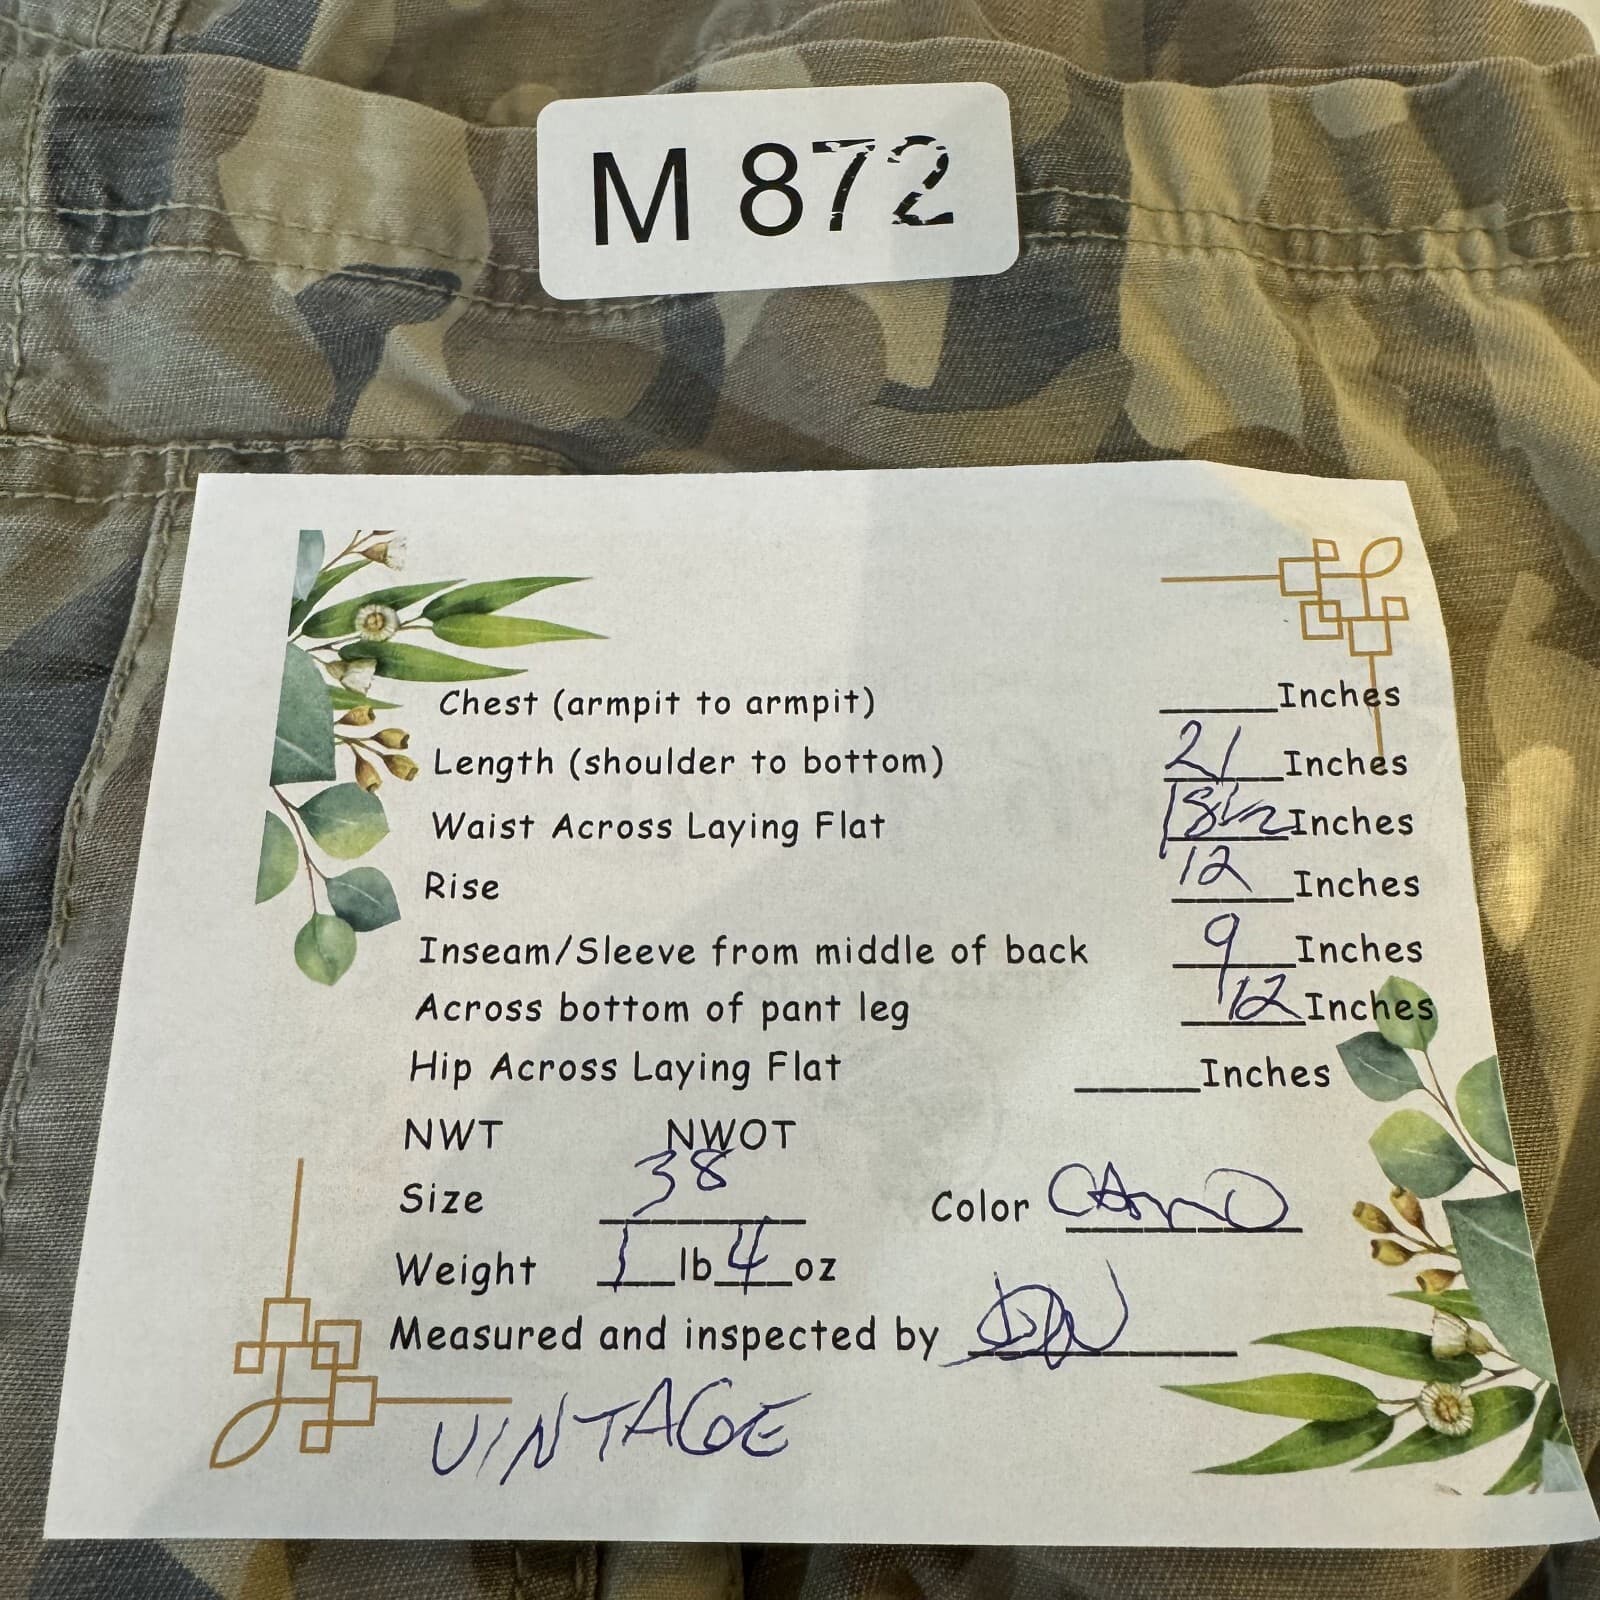 M 872
Chest (armpit to armpit) ______Inches
Length (shoulder to bottom) 21 Inches
Waist Across Laying Flat 18 1/2 Inches
Rise 12 Inches
Inseam/Sleeve from middle of back 9 Inches
Across bottom of pant leg 12 Inches
Hip Across Laying Flat ______Inches
NWT NWOT
Size 38 Color CAMO
Weight 1 lb 4 oz
Measured and inspected by
VINTAGE